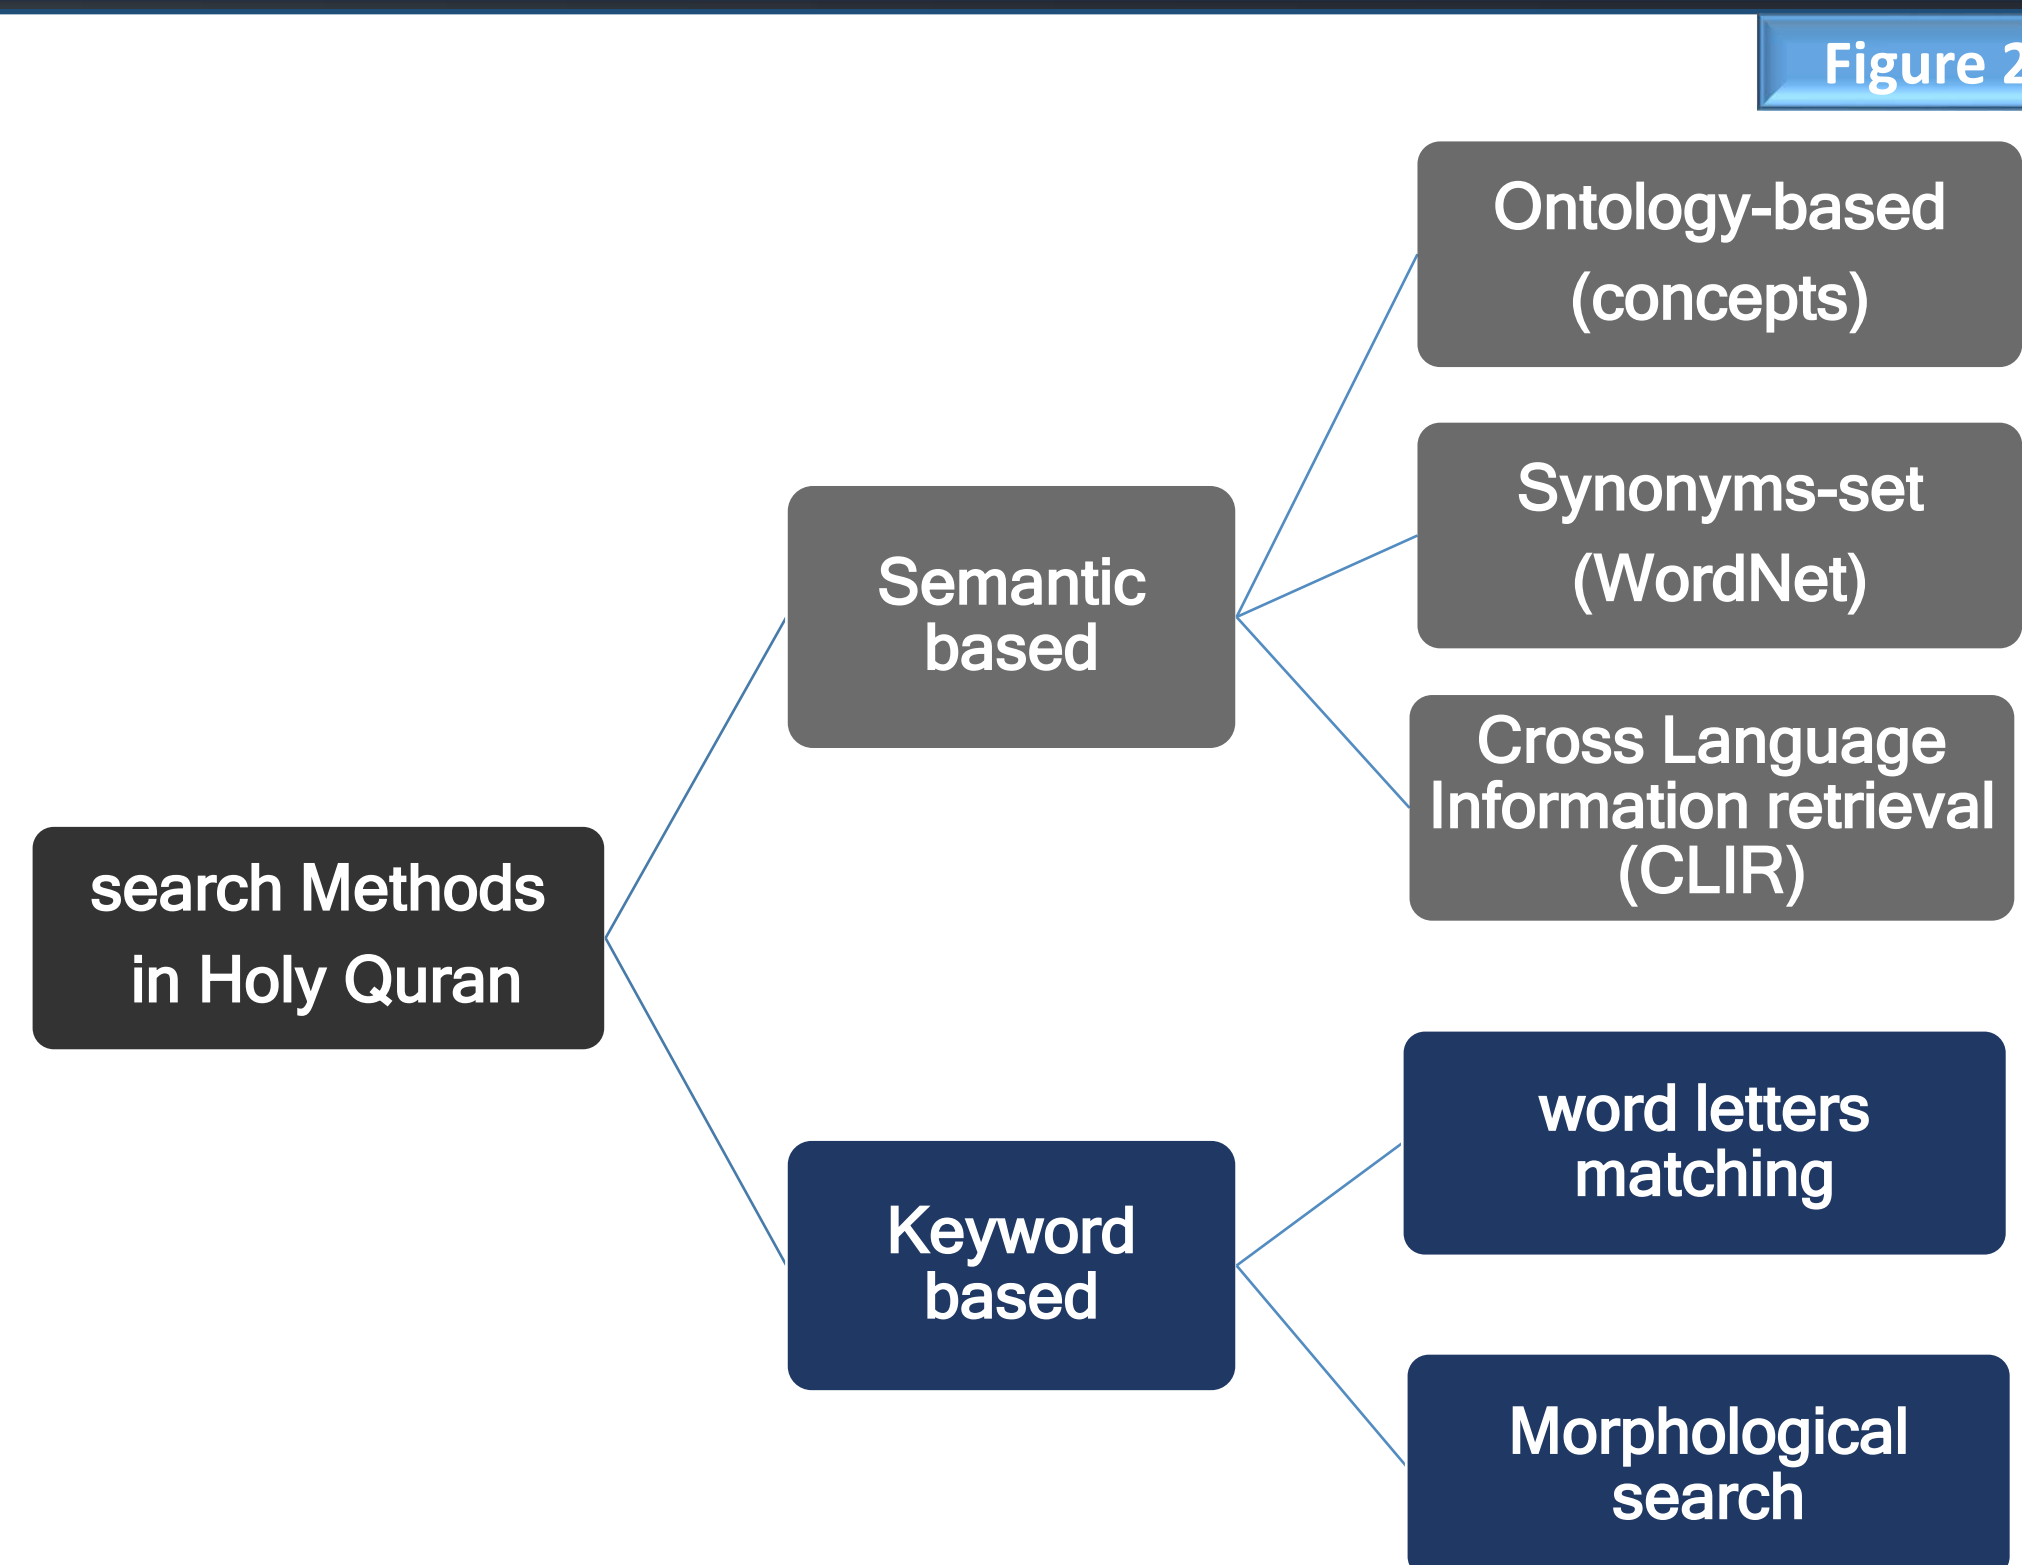 Figure 2
Ontology-based
(concepts)
Synonyms-set
(WordNet)
Semantic
based
Cross Language
Information retrieval
(CLIR)
search Methods
in Holy Quran
word letters
matching
Keyword
based
Morphological
search